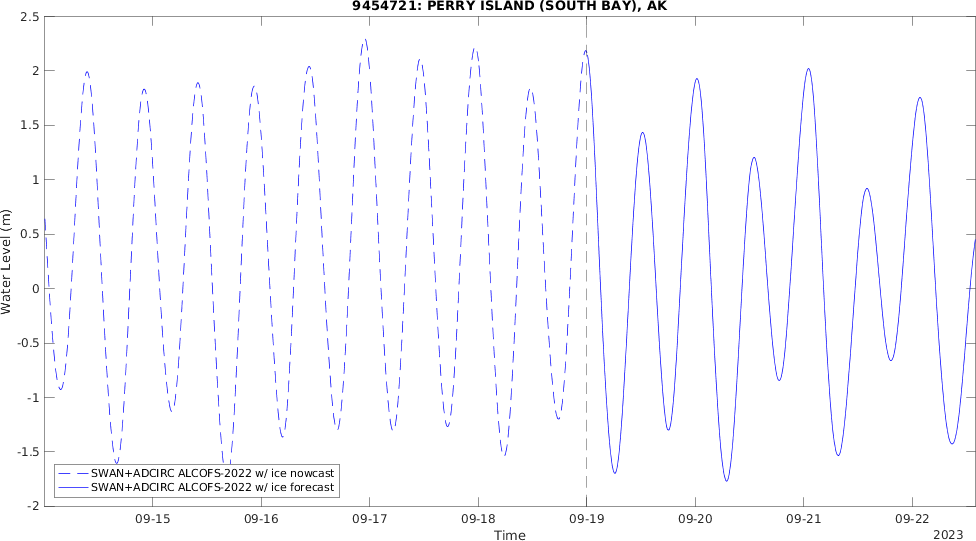 9454721: PERRY ISLAND (SOUTH BAY), AK
Water Level (m)
2.5
2
1.5
1
0.5
0
-0.5
-1
-1.5
-2
SWAN+ADCIRC ALCOFS-2022 w/ ice nowcast
SWAN+ADCIRC ALCOFS-2022 w/ ice forecast
09-15 09-16 09-17 09-18 09-19 09-20 09-21 09-22
Time
2023